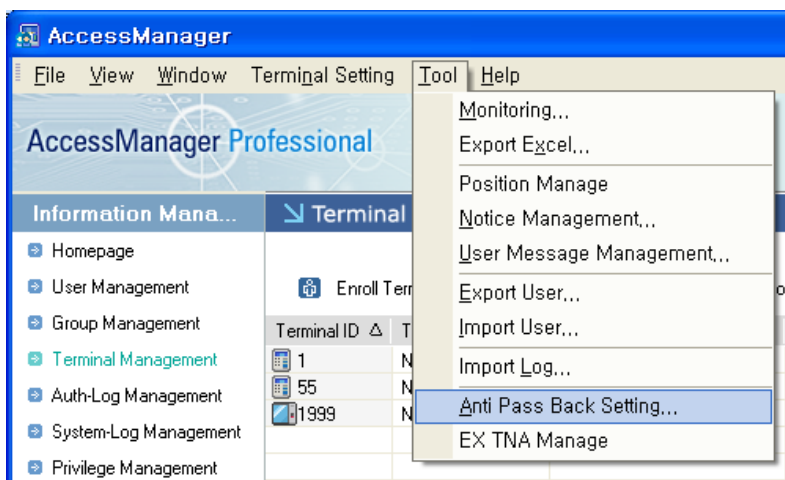 AccessManager
File View Window Terminal Setting Tool Help
AccessManager Professional
Monitoring...
Export Excel...
Position Manage
Notice Management...
User Message Management...
Export User...
Import User...
Import Log...
Anti Pass Back Setting...
EX TNA Manage
Information Mana...
Homepage
User Management
Group Management
Terminal Management
Auth-Log Management
System-Log Management
Privilege Management
Terminal
Enroll Terr
Terminal ID T
1 N
55 N
1999 N